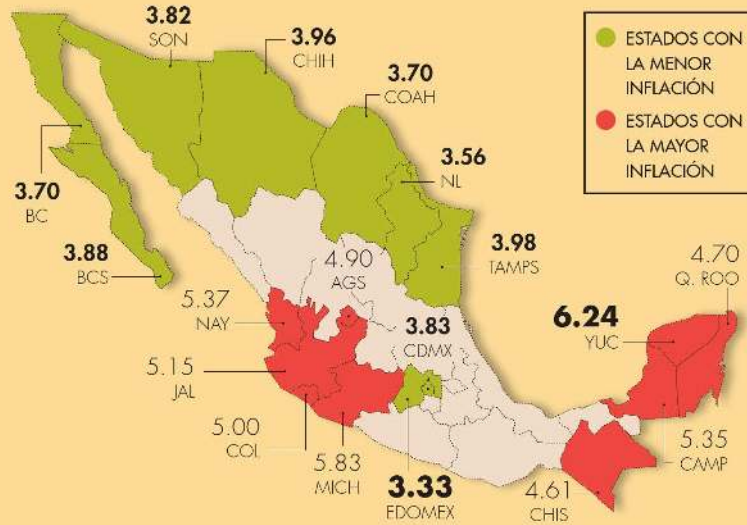 3.82
SON
3.96
CHIH
3.70
COAH
3.56
NL
3.70
BC
3.88
BCS
3.98
TAMPS
4.90
AGS
5.37
NAY
3.83
CDMX
4.70
Q. ROO
6.24
YUC
5.15
JAL
5.00
COL
5.83
MICH
3.33
EDOMEX
4.61
CHIS
5.35
CAMP
ESTADOS CON
LA MENOR
INFLACIÓN
ESTADOS CON
LA MAYOR
INFLACIÓN